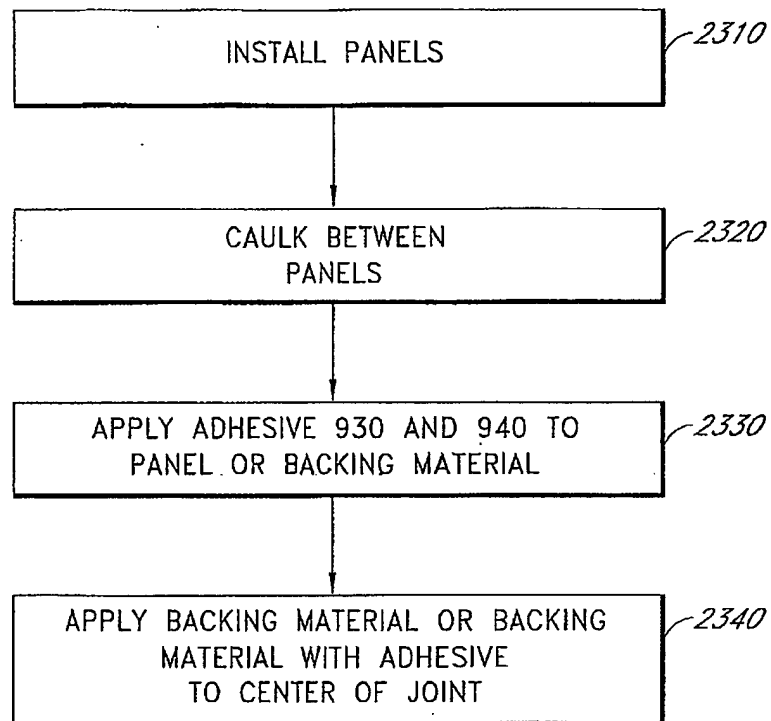 INSTALL PANELS
2310
CAULK BETWEEN
PANELS
2320
APPLY ADHESIVE 930 AND 940 TO
PANEL OR BACKING MATERIAL
2330
APPLY BACKING MATERIAL OR BACKING
MATERIAL WITH ADHESIVE
TO CENTER OF JOINT
2340